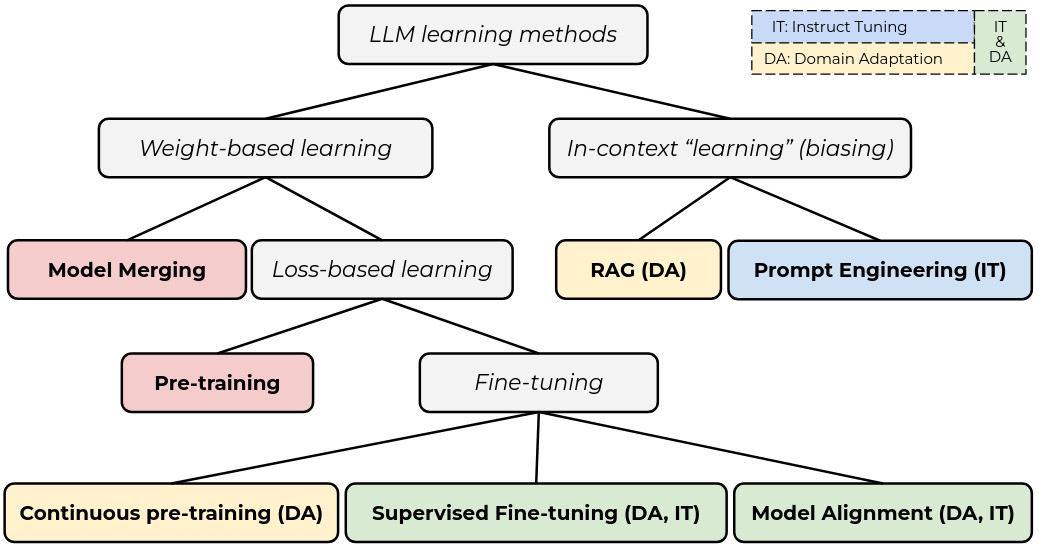 LLM learning methods
IT: Instruct Tuning
DA: Domain Adaptation
IT
&
DA
Weight-based learning
In-context “learning” (biasing)
Model Merging
Loss-based learning
RAG (DA)
Prompt Engineering (IT)
Pre-training
Fine-tuning
Continuous pre-training (DA)
Supervised Fine-tuning (DA, IT)
Model Alignment (DA, IT)